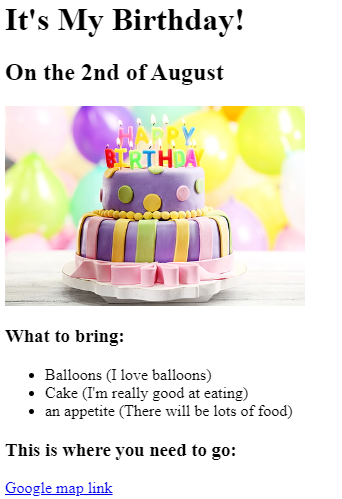 It's My Birthday!
On the 2nd of August
HAPPY
BIRTHDAY
What to bring:
Balloons (I love balloons)
Cake (I'm really good at eating)
an appetite (There will be lots of food)
This is where you need to go:
Google map link